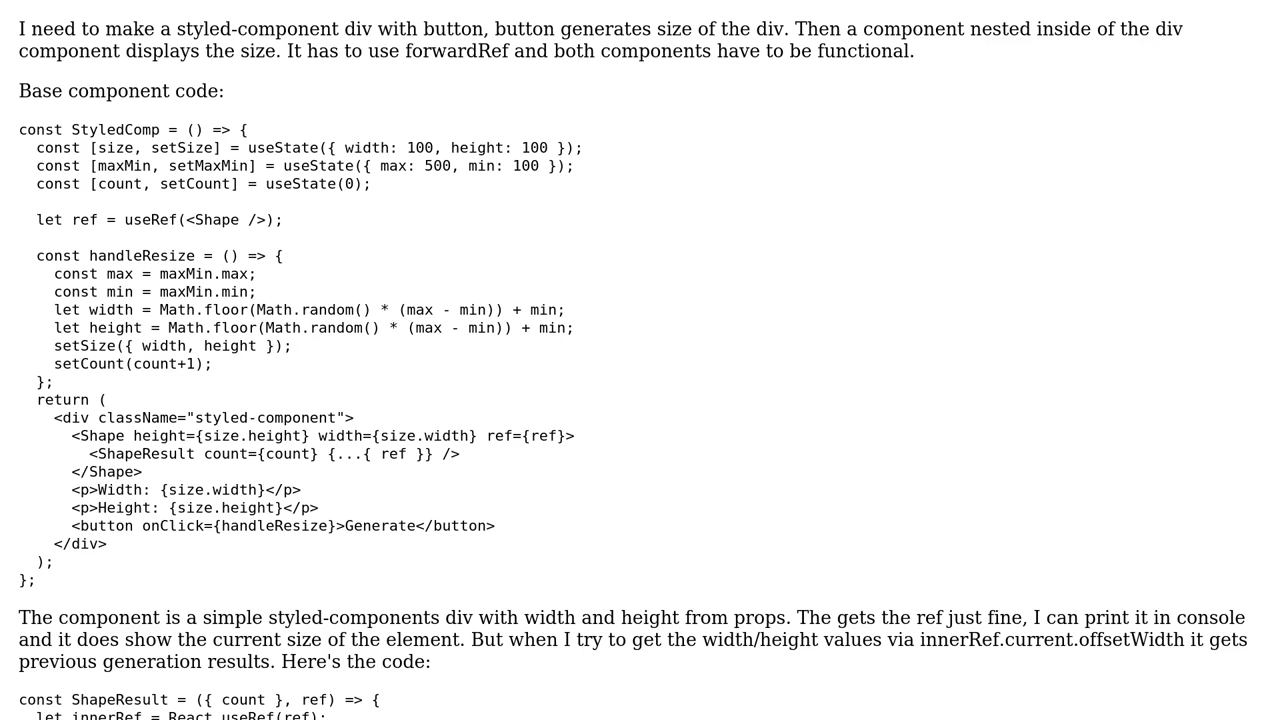 I need to make a styled-component div with button, button generates size of the div. Then a component nested inside of the div
component displays the size. It has to use forwardRef and both components have to be functional.
Base component code:
const StyledComp = () => {
  const [size, setSize] = useState({ width: 100, height: 100 });
  const [maxMin, setMaxMin] = useState({ max: 500, min: 100 });
  const [count, setCount] = useState(0);
  let ref = useRef(<Shape />);
  const handleResize = () => {
    const max = maxMin.max;
    const min = maxMin.min;
    let width = Math.floor(Math.random() * (max - min)) + min;
    let height = Math.floor(Math.random() * (max - min)) + min;
    setSize({ width, height });
    setCount(count+1);
  };
  return (
    <div className="styled-component">
      <Shape height={size.height} width={size.width} ref={ref}>
        <ShapeResult count={count} {...{ ref }} />
      </Shape>
      <p>Width: {size.width}</p>
      <p>Height: {size.height}</p>
      <button onClick={handleResize}>Generate</button>
    </div>
  );
};
The component is a simple styled-components div with width and height from props. The gets the ref just fine, I can print it in console
and it does show the current size of the element. But when I try to get the width/height values via innerRef.current.offsetWidth it gets
previous generation results. Here's the code:
const ShapeResult = ({ count }, ref) => {
  let innerRef = React.useRef(ref);